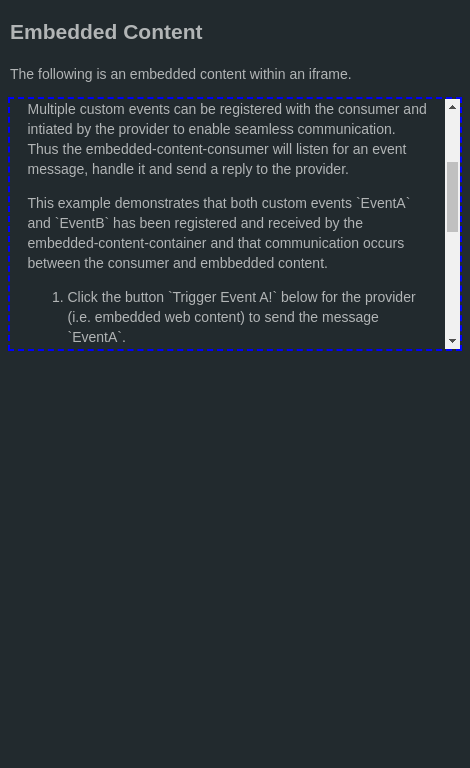 Embedded Content
The following is an embedded content within an iframe.
Multiple custom events can be registered with the consumer and
intiated by the provider to enable seamless communication.
Thus the embedded-content-consumer will listen for an event
message, handle it and send a reply to the provider.
This example demonstrates that both custom events `EventA`
and `EventB` has been registered and received by the
embedded-content-container and that communication occurs
between the consumer and embbedded content.
1. Click the button `Trigger Event A!` below for the provider
(i.e. embedded web content) to send the message
`EventA`.